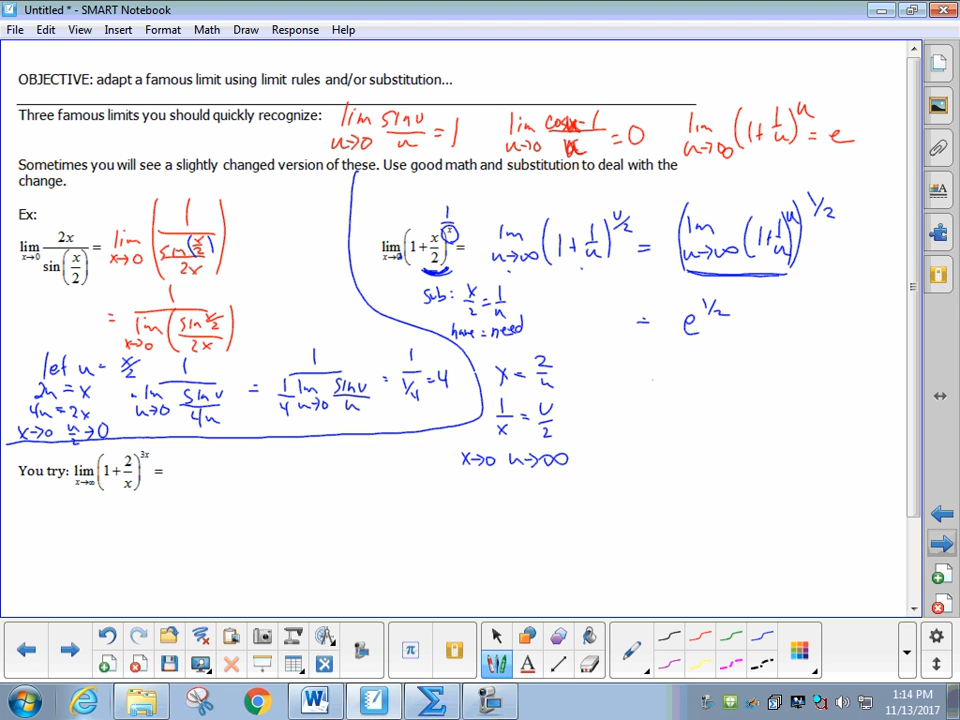 Untitled * - SMART Notebook
File Edit View Insert Format Math Draw Response Help
OBJECTIVE: adapt a famous limit using limit rules and/or substitution...
Three famous limits you should quickly recognize: lim u→0 sin u/u = 1 lim u→0 cos u - 1/u = 0 lim u→∞ (1 + 1/u)^u = e
Sometimes you will see a slightly changed version of these. Use good math and substitution to deal with the
change.
Ex:
lim x→0 2x/sin(x/2) = lim x→0 (1/(sin(x/2)/2x))
= 1/lim x→0 (sin x/2/2x)
let u = x/2
2u = x
4u = 2x
x→0 u/2→0
1/lim u→0 sin u/4u = 1/(1/4 lim u→0 sin u/u) = 1/(1/4) = 4
lim x→0 (1 + x/2)^(1/x) = lim u→∞ (1 + 1/u)^(u/2) = (lim u→∞ (1 + 1/u)^u)^(1/2)
sub: x/2 = 1/u
have = need
= e^(1/2)
x = 2/u
1/x = u/2
x→0 u→∞
You try: lim x→∞ (1 + 2/x)^(3x) =
1:14 PM
11/13/2017